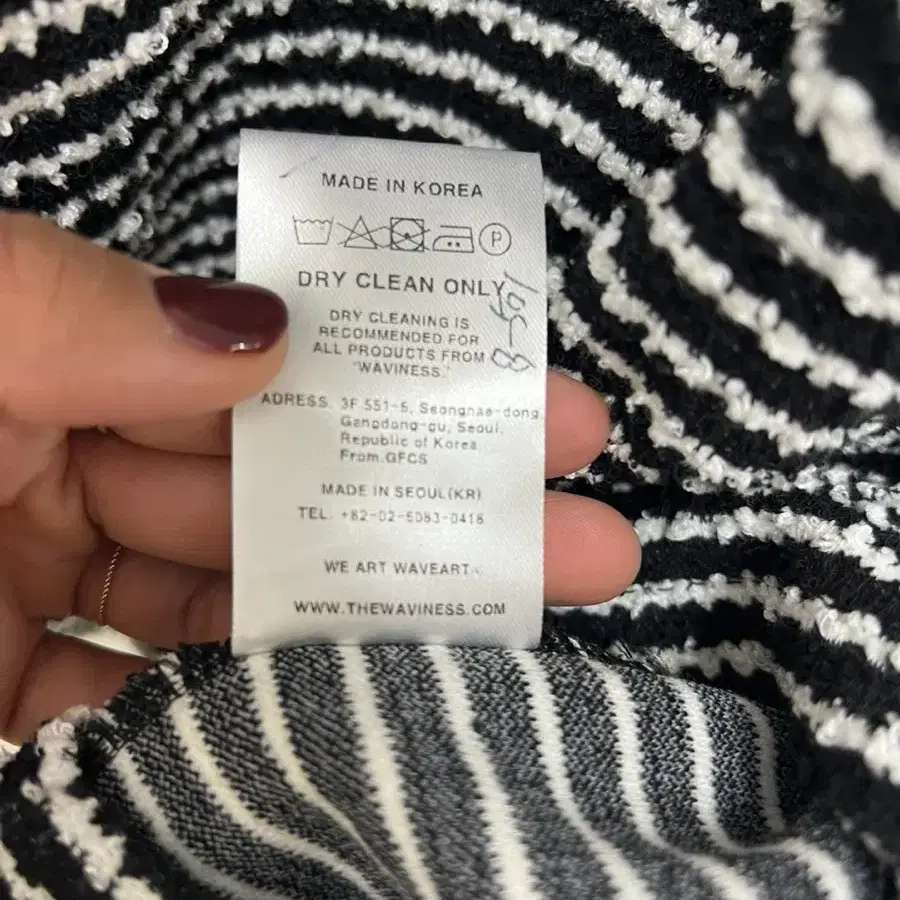 MADE IN KOREA
P
DRY CLEAN ONLY
DRY CLEANING IS
RECOMMENDED FOR
ALL PRODUCTS FROM
"WAVINESS."
ADRESS. 3F 551-6, Seongnae-dong,
Gangdong-gu, Seoul,
Republic of Korea.
From.GFCS
MADE IN SEOUL(KR)
TEL. +82-02-6083-0418
WE ART WAVEART
WWW.THEWAVINESS.COM